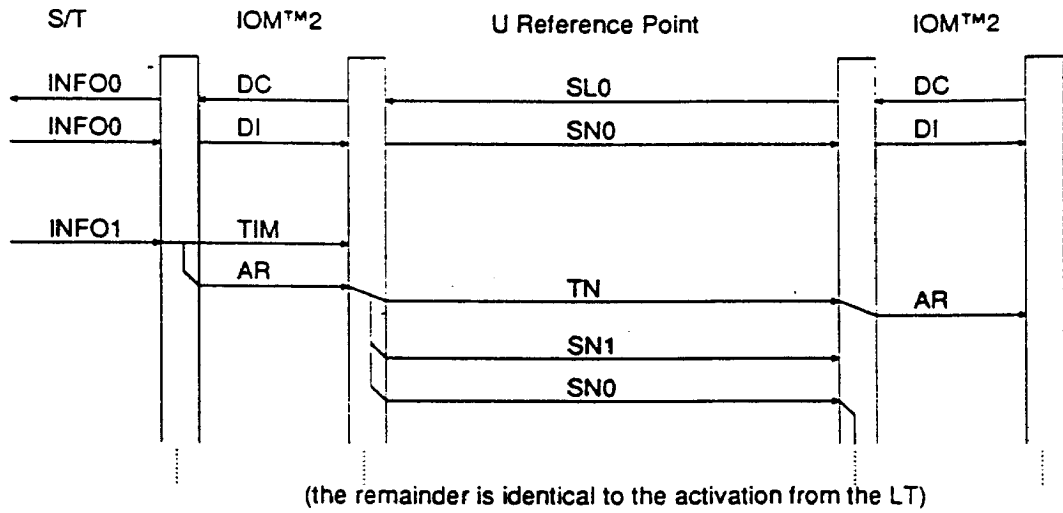 S/T IOM™2 U Reference Point IOM™2
INFO0 DC SL0 DC
INFO0 DI SN0 DI
INFO1 TIM
AR TN AR
SN1
SN0
(the remainder is identical to the activation from the LT)